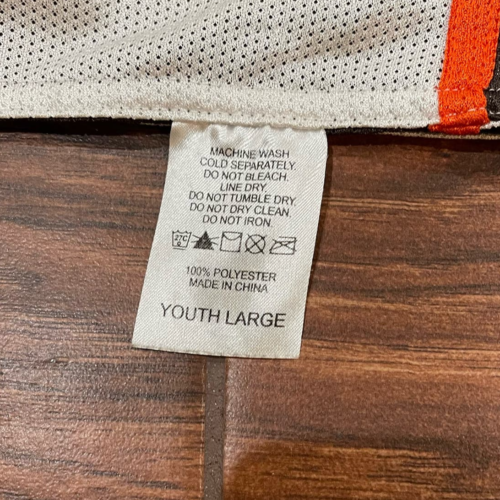 MACHINE WASH
COLD SEPARATELY.
DO NOT BLEACH.
LINE DRY.
DO NOT TUMBLE DRY.
DO NOT DRY CLEAN.
DO NOT IRON.
27C
100% POLYESTER
MADE IN CHINA
YOUTH LARGE